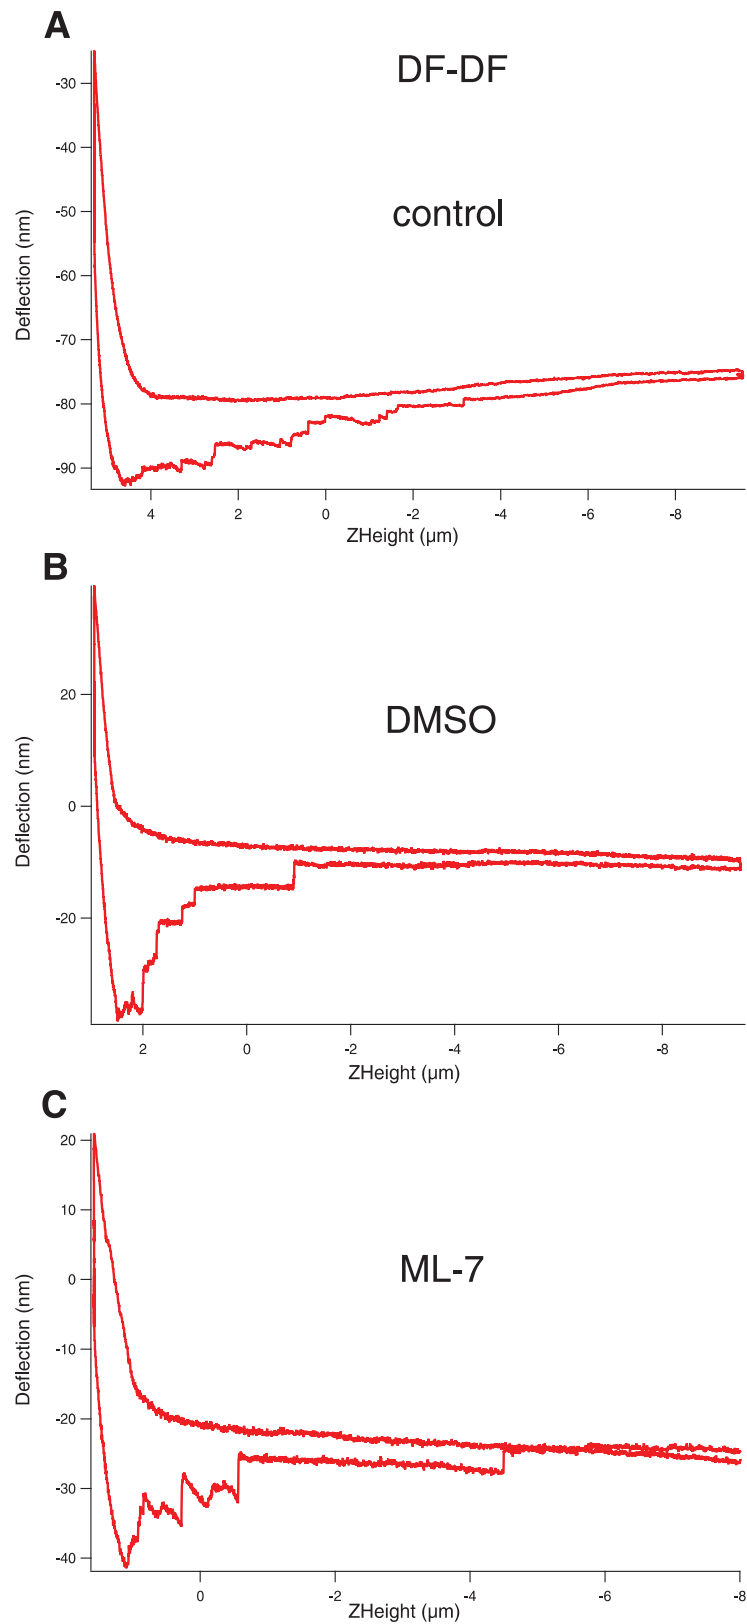 A
DF-DF
control
Deflection (nm)
-30
-40
-50
-60
-70
-80
-90
4 2 0 -2 -4 -6 -8
ZHeight (µm)
B
DMSO
Deflection (nm)
20
0
-20
2 0 -2 -4 -6 -8
ZHeight (µm)
C
ML-7
Deflection (nm)
20
10
0
-10
-20
-30
-40
0 -2 -4 -6 -8
ZHeight (µm)